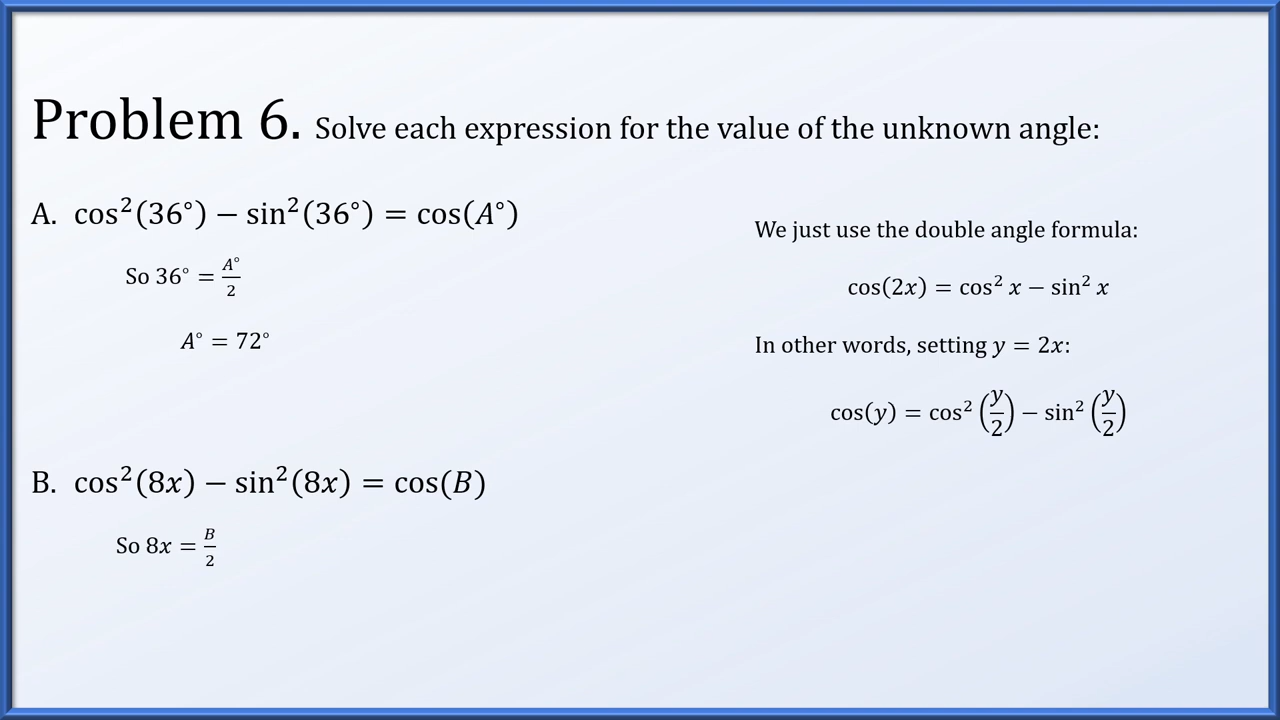 Problem 6. Solve each expression for the value of the unknown angle:
A. cos²(36°) − sin²(36°) = cos(A°)
So 36° = A°/2
A° = 72°
We just use the double angle formula:
cos(2x) = cos² x − sin² x
In other words, setting y = 2x:
cos(y) = cos² (y/2) − sin² (y/2)
B. cos²(8x) − sin²(8x) = cos(B)
So 8x = B/2